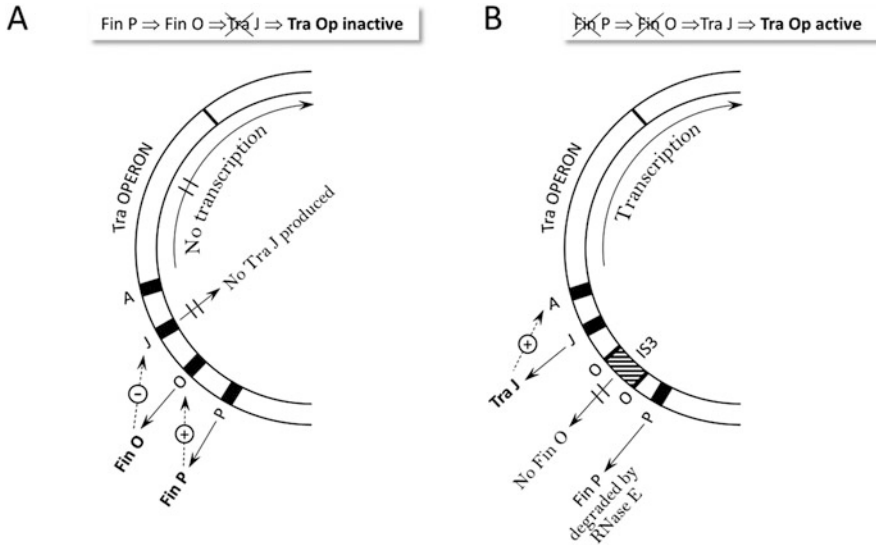 A
Fin P ⇒ Fin O ⇒ Tra J ⇒ Tra Op inactive
Tra OPERON
No transcription
No Tra J produced
A
J
O
P
−
+
Fin O
Fin P
B
Fin P ⇒ Fin O ⇒ Tra J ⇒ Tra Op active
Tra OPERON
Transcription
A
J
IS3
O
O
P
+
Tra J
No Fin O
Fin P
degraded by
RNase E